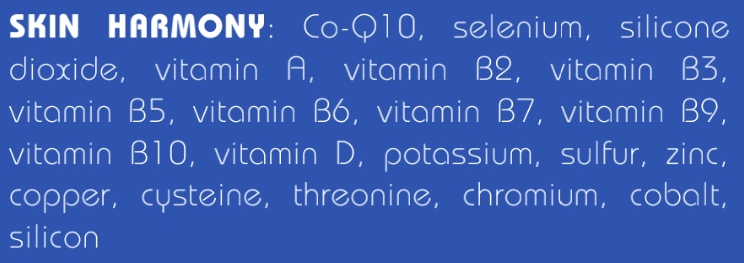 SKIN HARMONY: Co-Q10, selenium, silicone
dioxide, vitamin A, vitamin B2, vitamin B3,
vitamin B5, vitamin B6, vitamin B7, vitamin B9,
vitamin B10, vitamin D, potassium, sulfur, zinc,
copper, cysteine, threonine, chromium, cobalt,
silicon